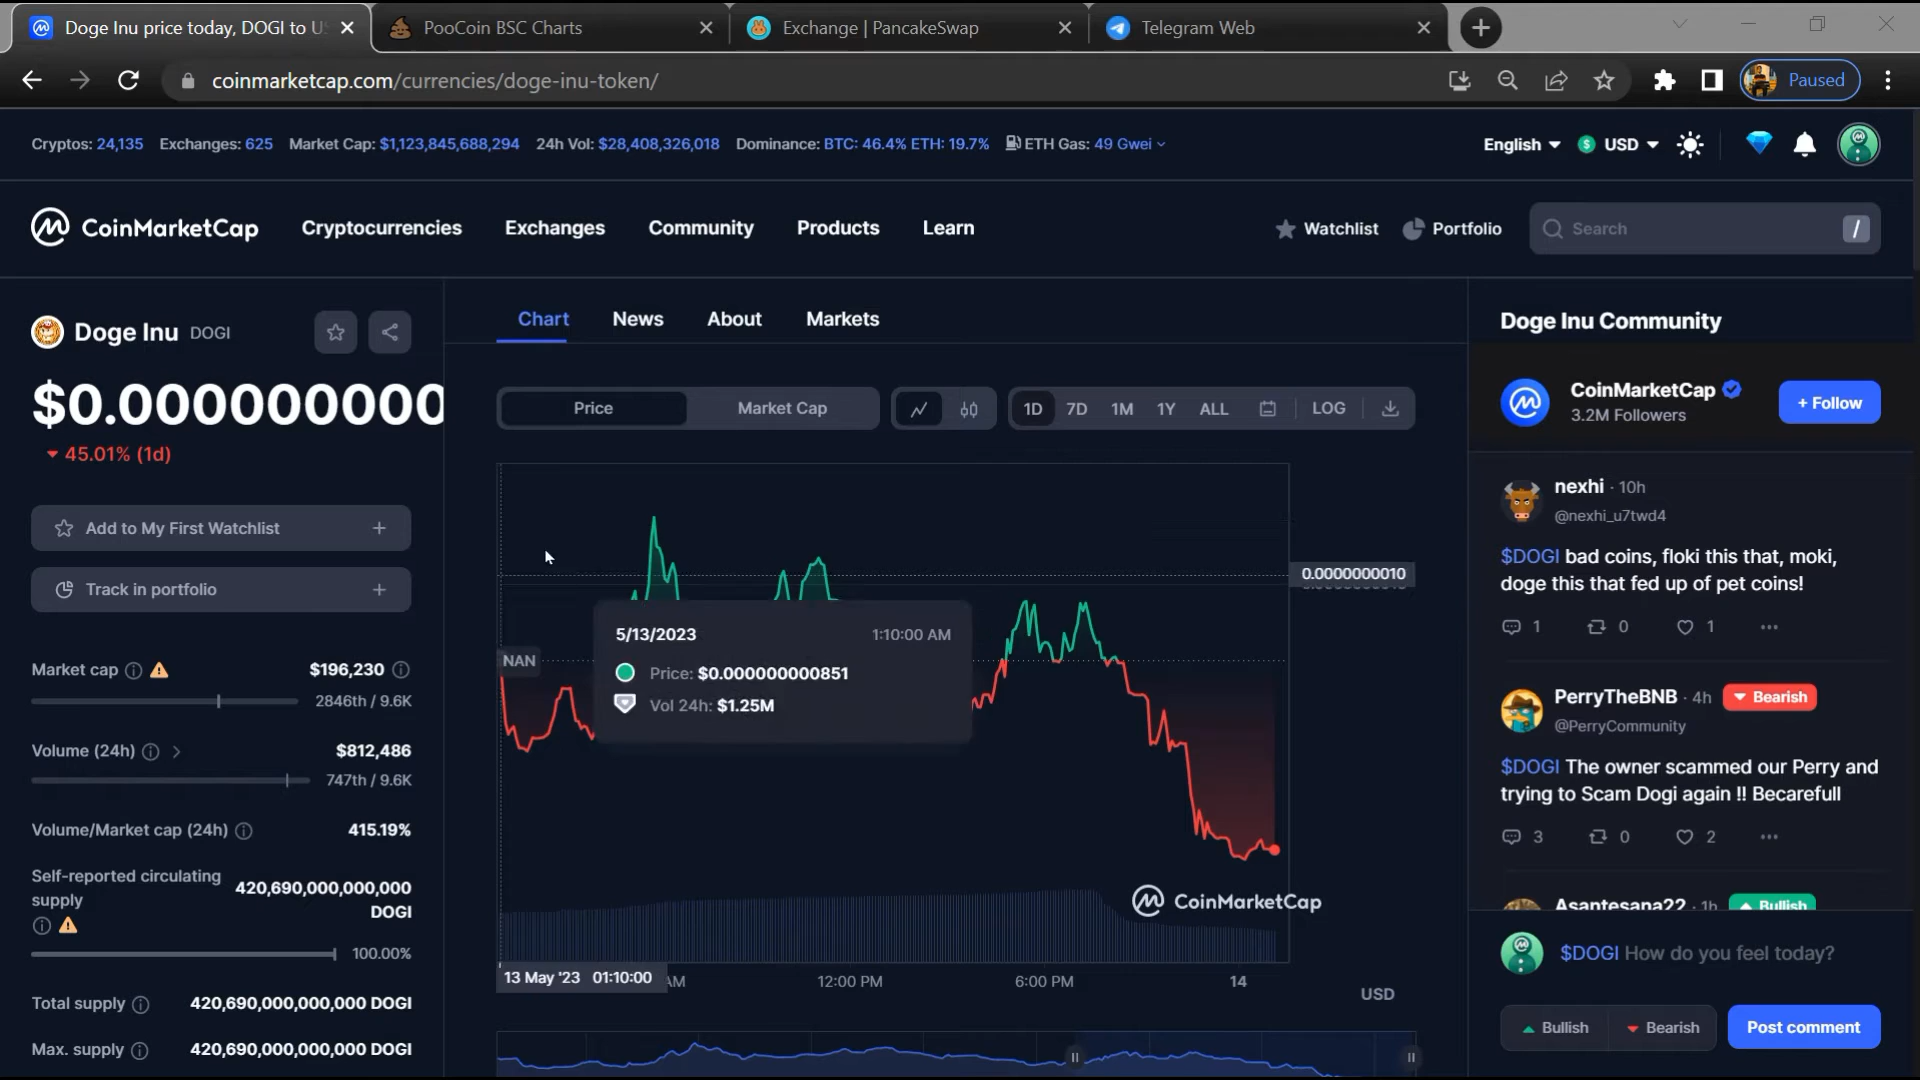 Doge Inu price today, DOGI to US
PooCoin BSC Charts
Exchange | PancakeSwap
Telegram Web
coinmarketcap.com/currencies/doge-inu-token/
Paused
Cryptos: 24,135 Exchanges: 625 Market Cap: $1,123,845,688,294 24h Vol: $28,408,326,018 Dominance: BTC: 46.4% ETH: 19.7% ETH Gas: 49 Gwei
English USD
CoinMarketCap Cryptocurrencies Exchanges Community Products Learn
Watchlist Portfolio Search /
Doge Inu DOGI
$0.0000000000
45.01% (1d)
Add to My First Watchlist +
Track in portfolio +
Market cap $196,230
2846th / 9.6K
Volume (24h) $812,486
747th / 9.6K
Volume/Market cap (24h) 415.19%
Self-reported circulating
supply
420,690,000,000,000
DOGI
100.00%
Total supply 420,690,000,000,000 DOGI
Max. supply 420,690,000,000,000 DOGI
Chart News About Markets
Price Market Cap 1D 7D 1M 1Y ALL LOG
0.0000000010
NAN
5/13/2023 1:10:00 AM
Price: $0.000000000851
Vol 24h: $1.25M
CoinMarketCap
13 May '23 01:10:00 AM 12:00 PM 6:00 PM 14
USD
Doge Inu Community
CoinMarketCap
3.2M Followers
+ Follow
nexhi · 10h
@nexhi_u7twd4
$DOGI bad coins, floki this that, moki,
doge this that fed up of pet coins!
1 0 1 ...
PerryTheBNB · 4h Bearish
@PerryCommunity
$DOGI The owner scammed our Perry and
trying to Scam Dogi again !! Becarefull
3 0 2 ...
Asantesana22 · 1h Bullish
$DOGI How do you feel today?
Bullish Bearish Post comment